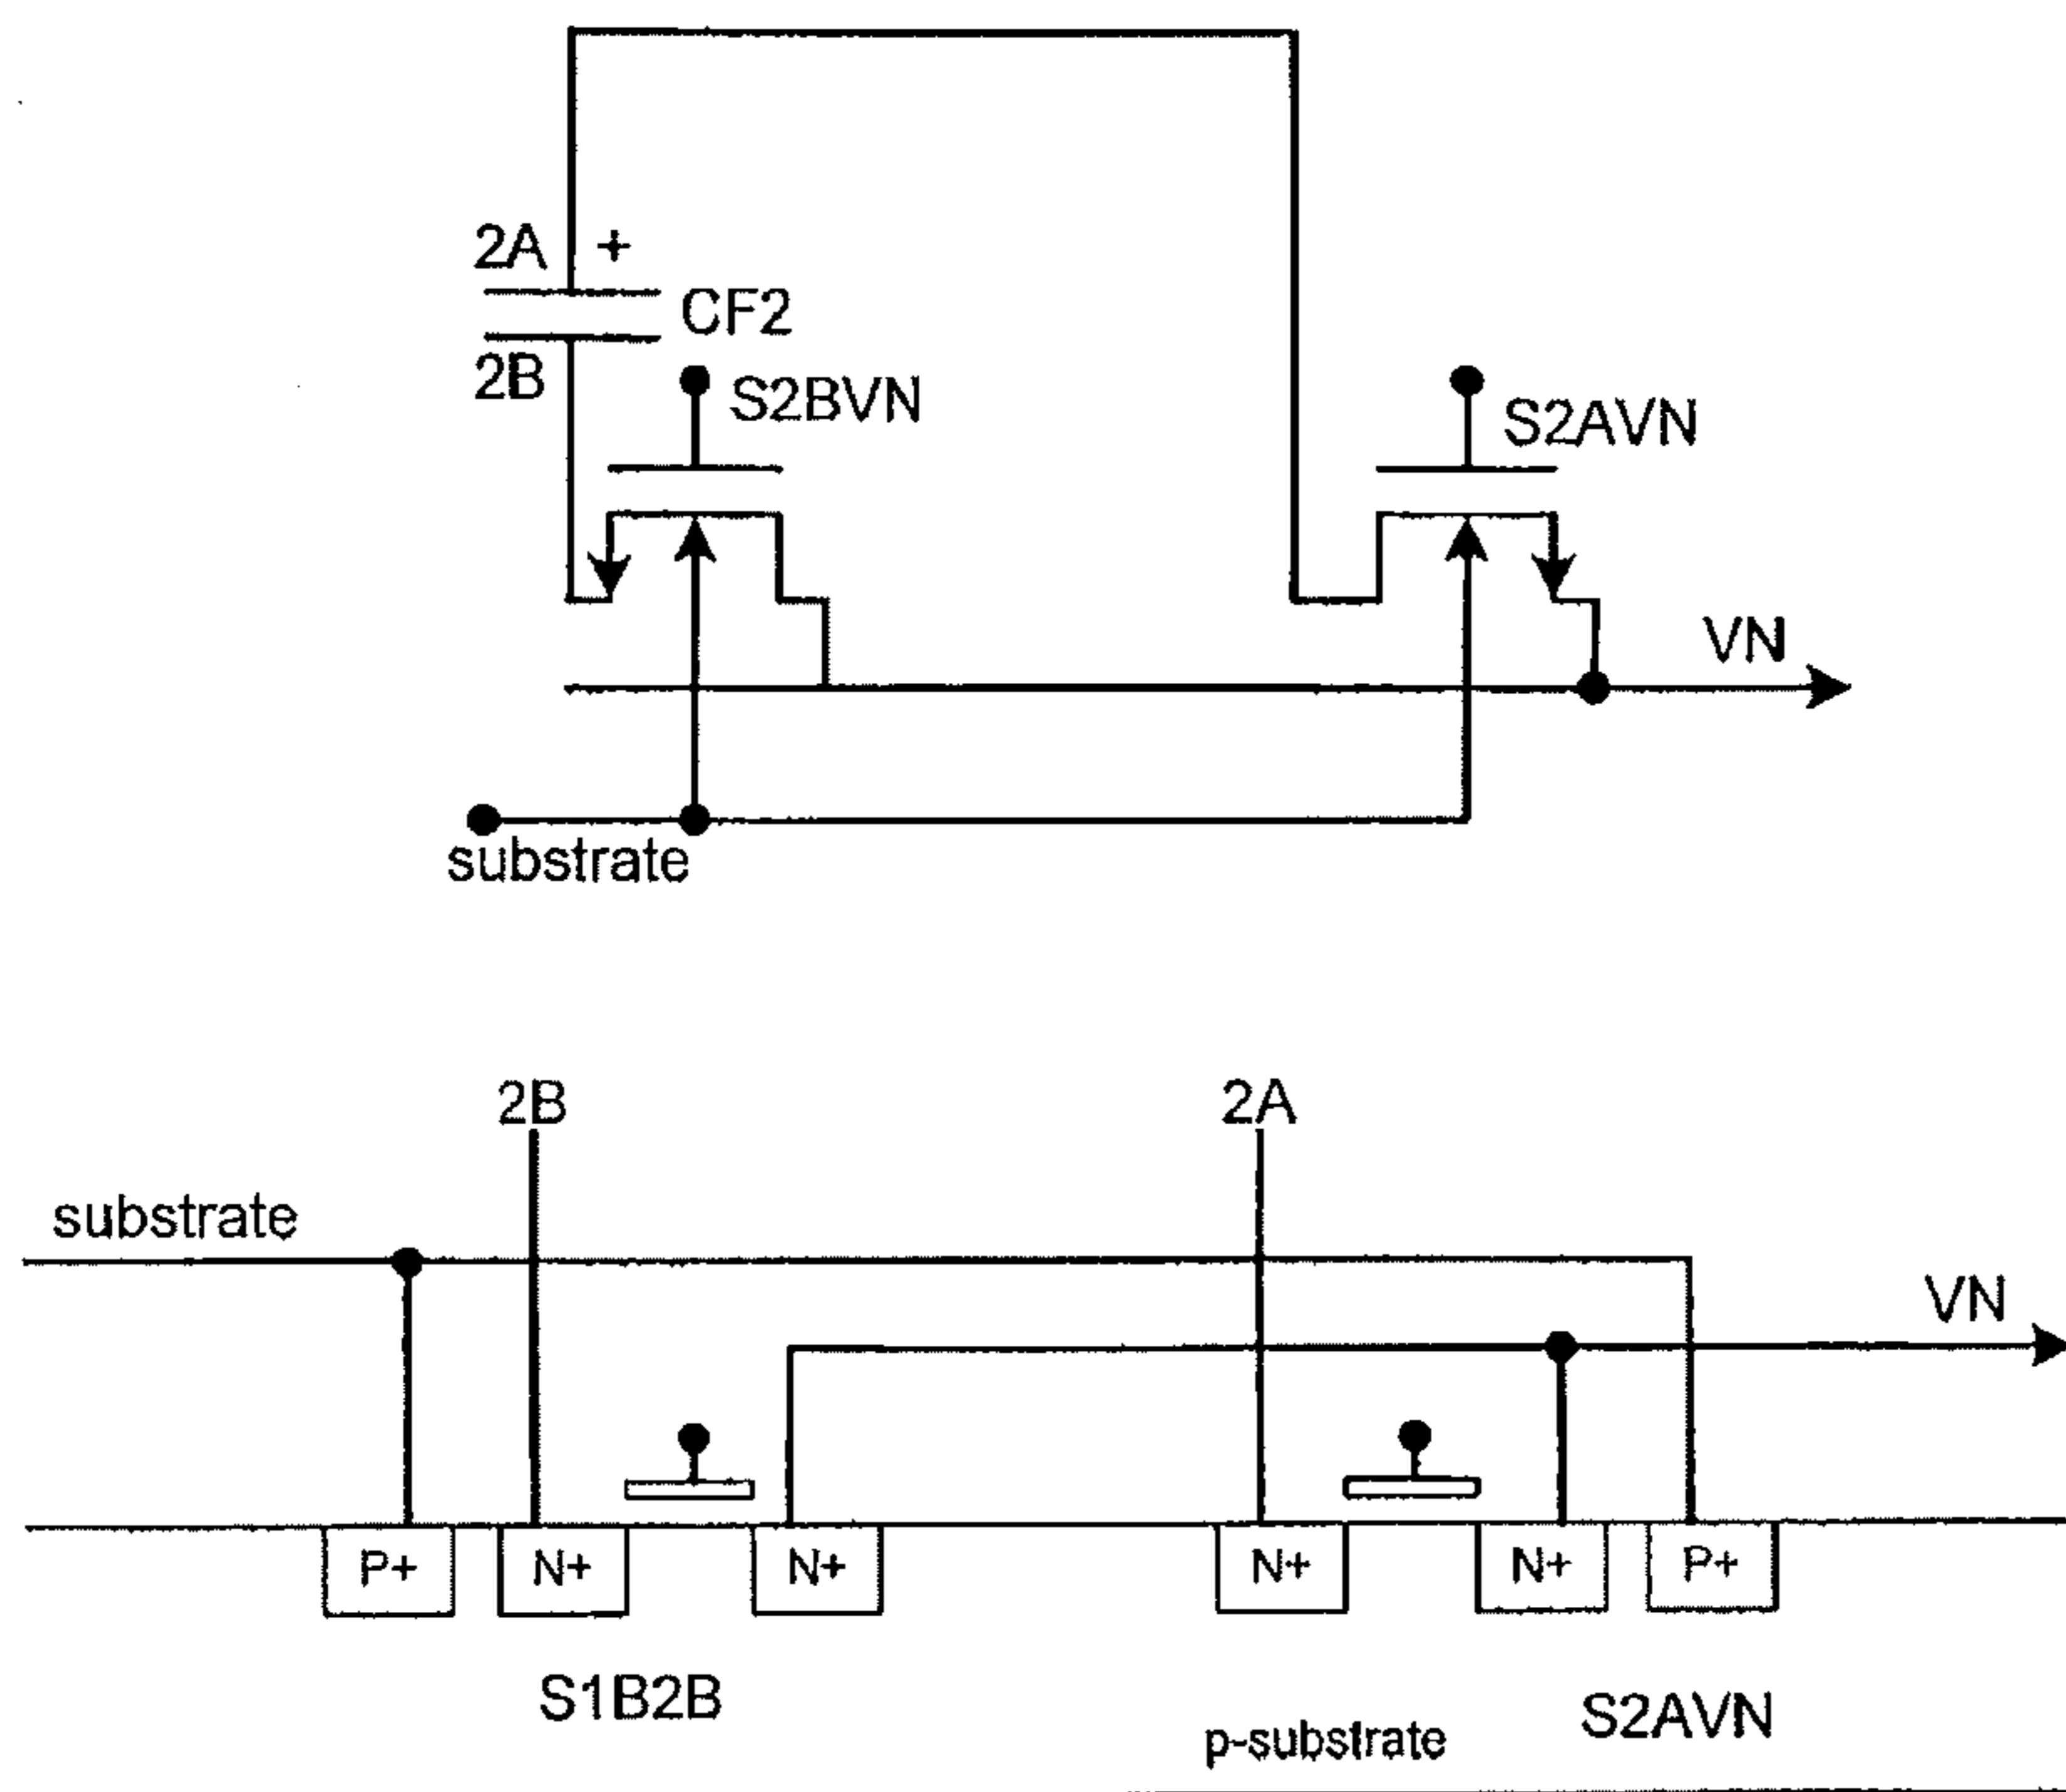 2A +
CF2
2B
S2BVN
S2AVN
VN
substrate
2B
2A
substrate
VN
P+ N+ N+ N+ N+ P+
S1B2B
S2AVN
p-substrate